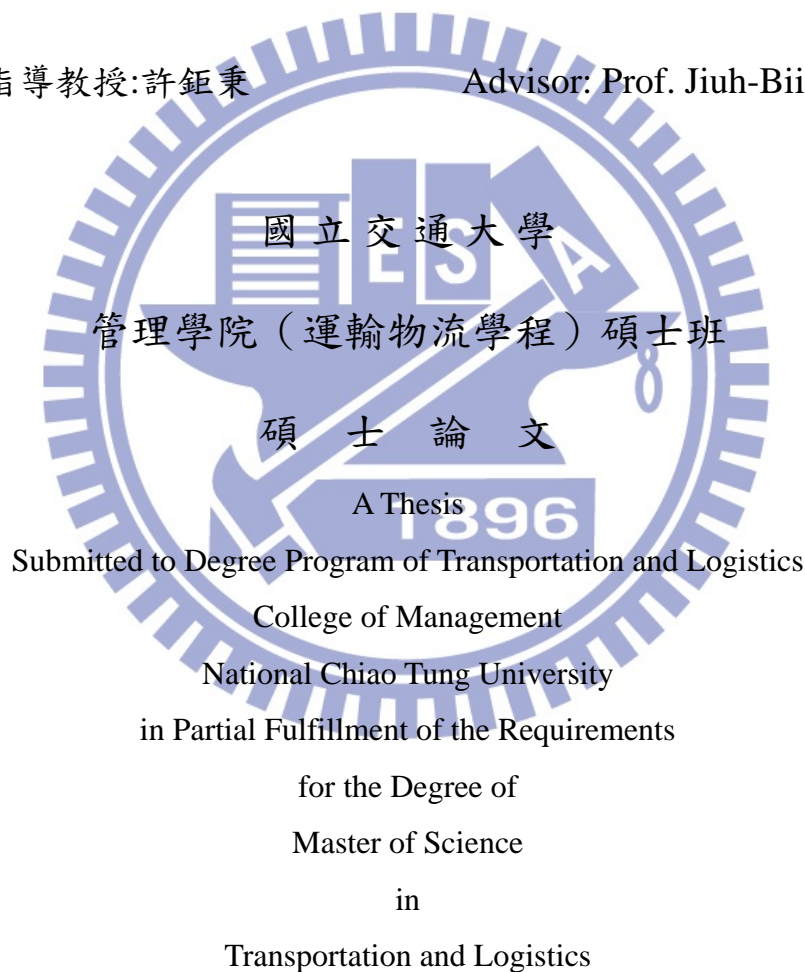 指導教授:許鉅秉 Advisor: Prof. Jiuh-Bii
國立交通大學
ESA
管理學院（運輸物流學程）碩士班
碩士論文
A Thesis
1896
Submitted to Degree Program of Transportation and Logistics
College of Management
National Chiao Tung University
in Partial Fulfillment of the Requirements
for the Degree of
Master of Science
in
Transportation and Logistics